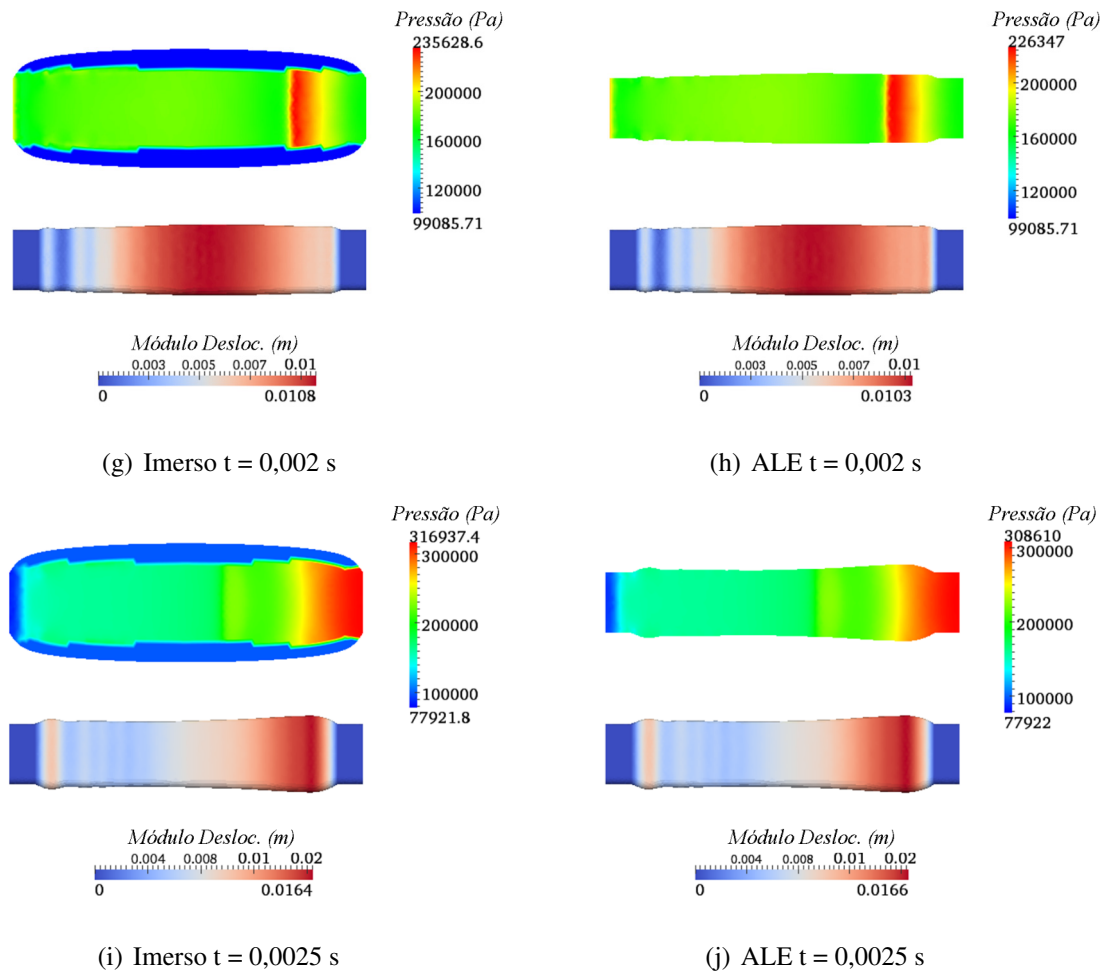 Pressão (Pa)
235628.6
200000
160000
120000
99085.71
Módulo Desloc. (m)
0.003 0.005 0.007 0.01
0 0.0108
(g) Imerso t = 0,002 s
Pressão (Pa)
226347
200000
160000
120000
99085.71
Módulo Desloc. (m)
0.003 0.005 0.007 0.01
0 0.0103
(h) ALE t = 0,002 s
Pressão (Pa)
316937.4
300000
200000
100000
77921.8
Módulo Desloc. (m)
0.004 0.008 0.01 0.02
0 0.0164
(i) Imerso t = 0,0025 s
Pressão (Pa)
308610
300000
200000
100000
77922
Módulo Desloc. (m)
0.004 0.008 0.01 0.02
0 0.0166
(j) ALE t = 0,0025 s